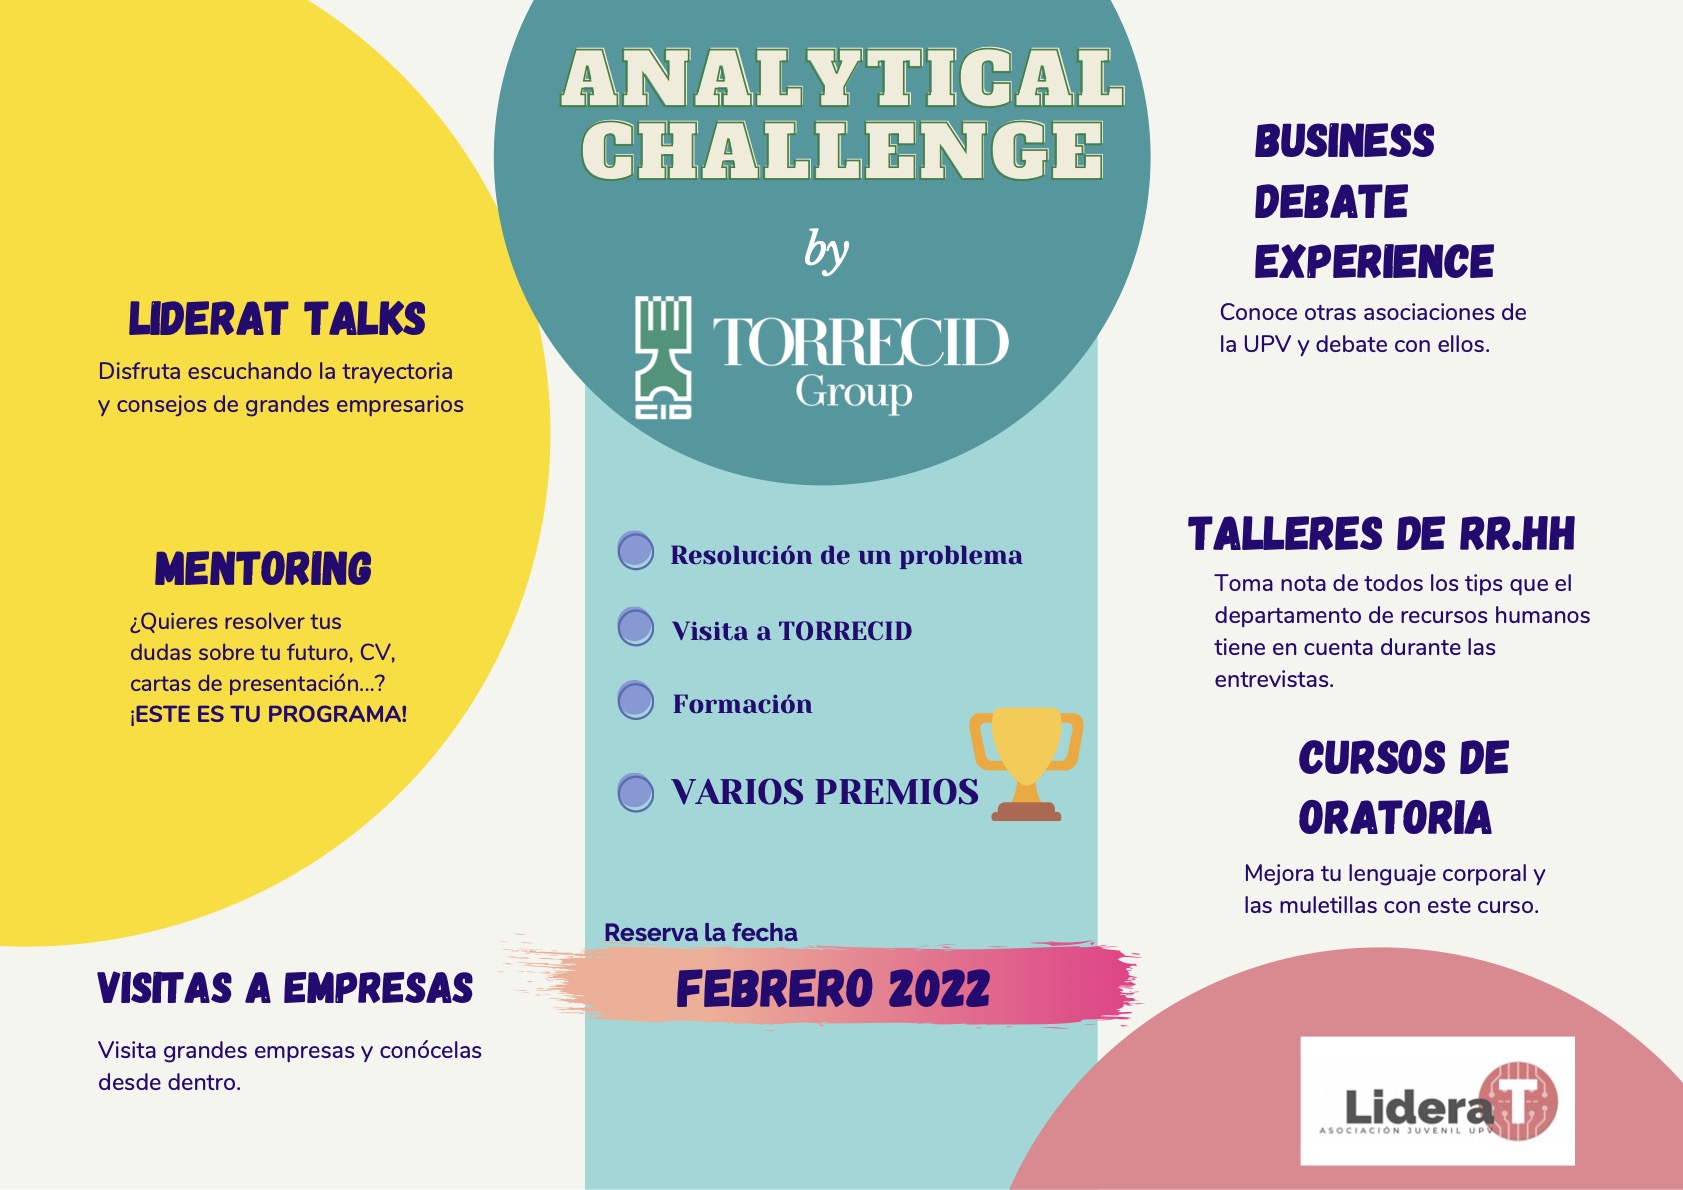 LIDERAT TALKS
Disfruta escuchando la trayectoria
y consejos de grandes empresarios
MENTORING
¿Quieres resolver tus
dudas sobre tu futuro, CV,
cartas de presentación...?
¡ESTE ES TU PROGRAMA!
VISITAS A EMPRESAS
Visita grandes empresas y conócelas
desde dentro.
ANALYTICAL
CHALLENGE
by
CID
TORRECID
Group
Resolución de un problema
Visita a TORRECID
Formación
VARIOS PREMIOS
Reserva la fecha
FEBRERO 2022
BUSINESS
DEBATE
EXPERIENCE
Conoce otras asociaciones de
la UPV y debate con ellos.
TALLERES DE RR.HH
Toma nota de todos los tips que el
departamento de recursos humanos
tiene en cuenta durante las
entrevistas.
CURSOS DE
ORATORIA
Mejora tu lenguaje corporal y
las muletillas con este curso.
LideraT
ASOCIACIÓN JUVENIL UPV